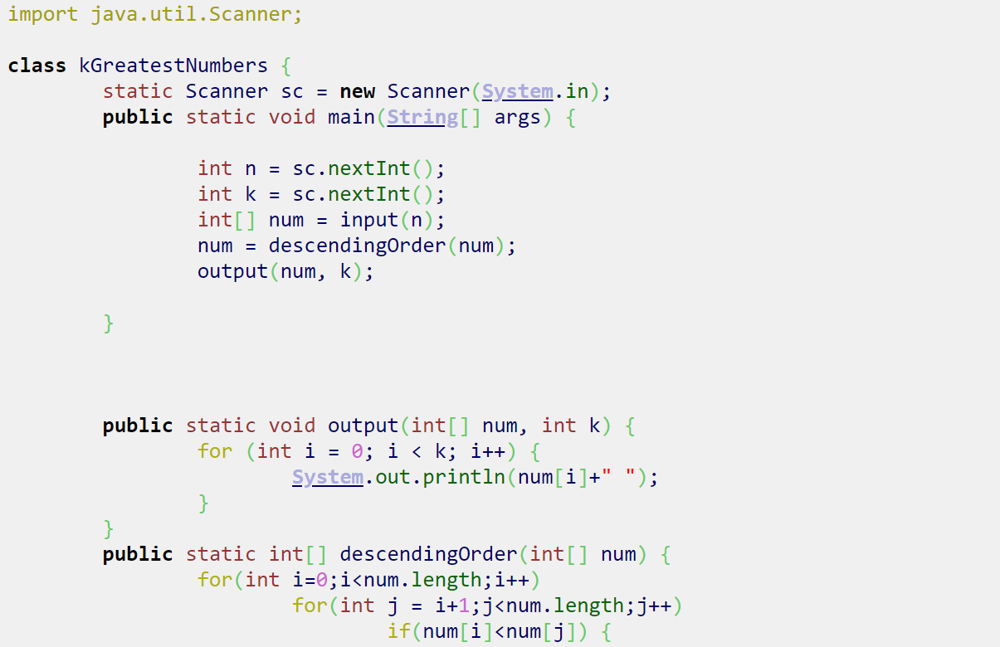 import java.util.Scanner;
class kGreatestNumbers {
static Scanner sc = new Scanner(System.in);
public static void main(String[] args) {
int n = sc.nextInt();
int k = sc.nextInt();
int[] num = input(n);
num = descendingOrder(num);
output(num, k);
}
public static void output(int[] num, int k) {
for (int i = 0; i < k; i++) {
System.out.println(num[i]+" ");
}
}
public static int[] descendingOrder(int[] num) {
for(int i=0;i<num.length;i++)
for(int j = i+1;j<num.length;j++)
if(num[i]<num[j]) {